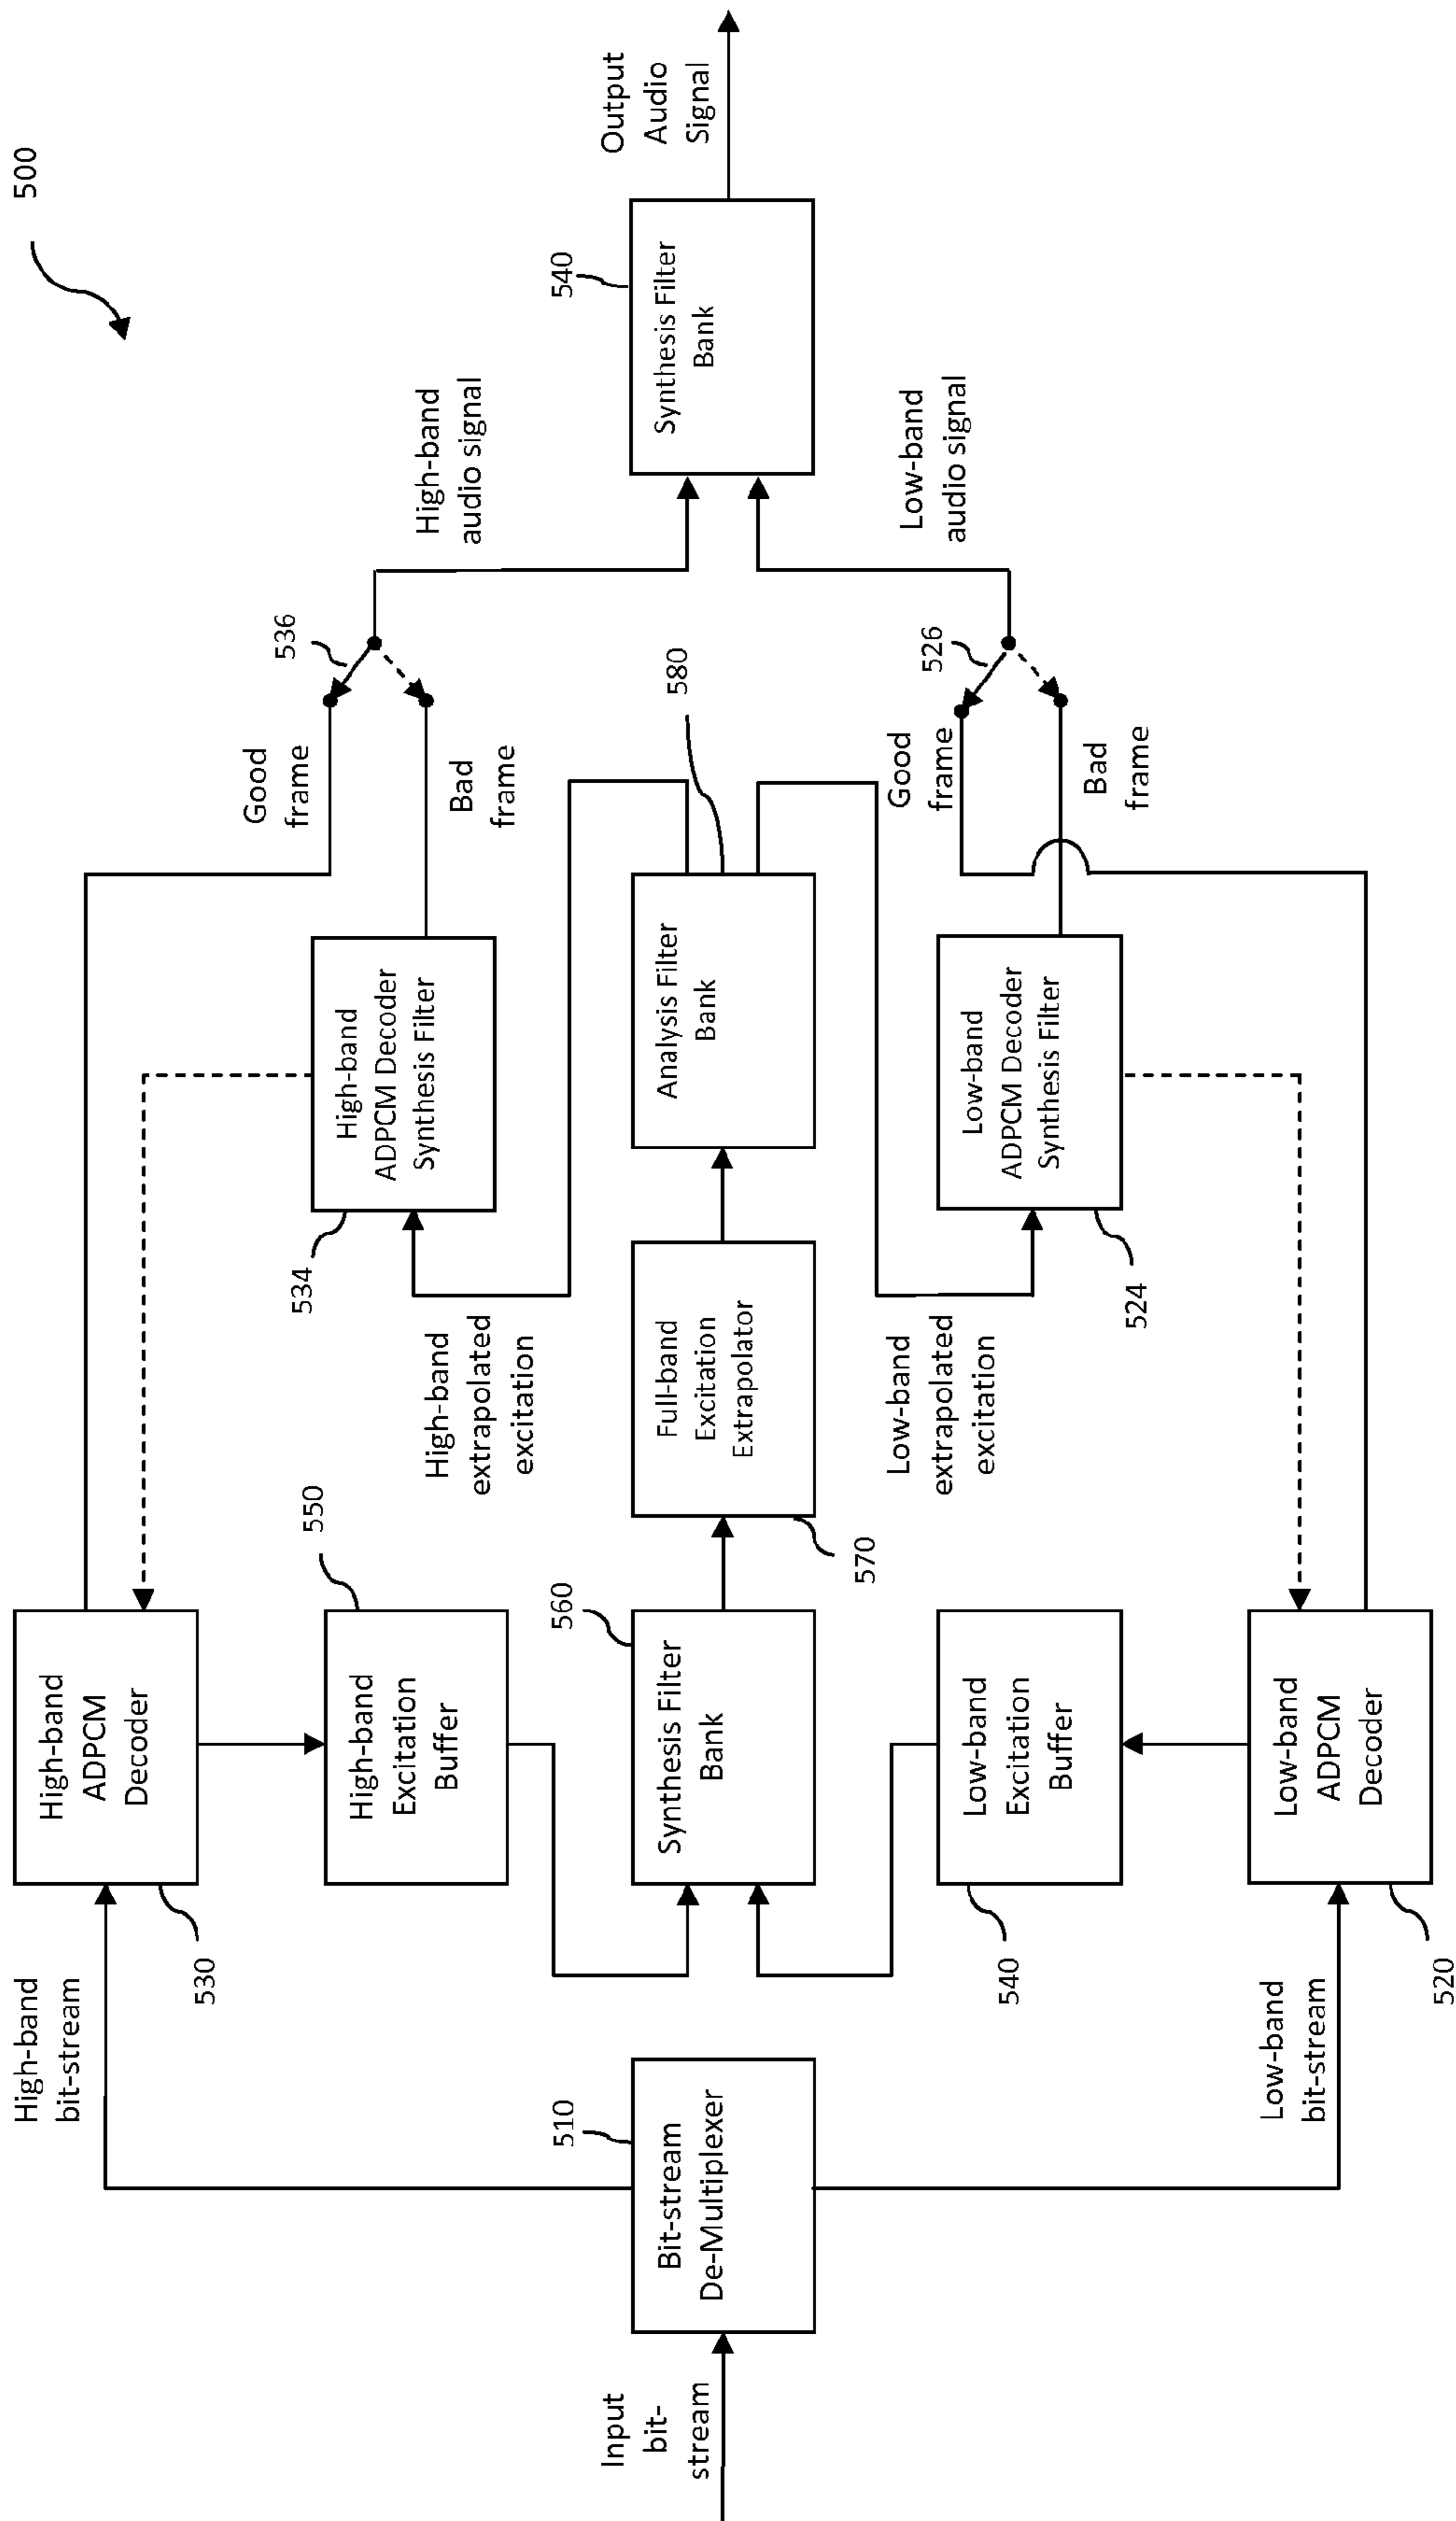 500
Input
bit-
stream
Bit-stream
De-Multiplexer
510
High-band
bit-stream
Low-band
bit-stream
High-band
ADPCM
Decoder
530
High-band
Excitation
Buffer
550
Synthesis Filter
Bank
560
Low-band
Excitation
Buffer
540
Low-band
ADPCM
Decoder
520
Full-band
Excitation
Extrapolator
570
High-band
extrapolated
excitation
Low-band
extrapolated
excitation
High-band
ADPCM Decoder
Synthesis Filter
534
Analysis Filter
Bank
580
Low-band
ADPCM Decoder
Synthesis Filter
524
Good
frame
Bad
frame
536
Good
frame
Bad
frame
526
High-band
audio signal
Low-band
audio signal
Synthesis Filter
Bank
540
Output
Audio
Signal